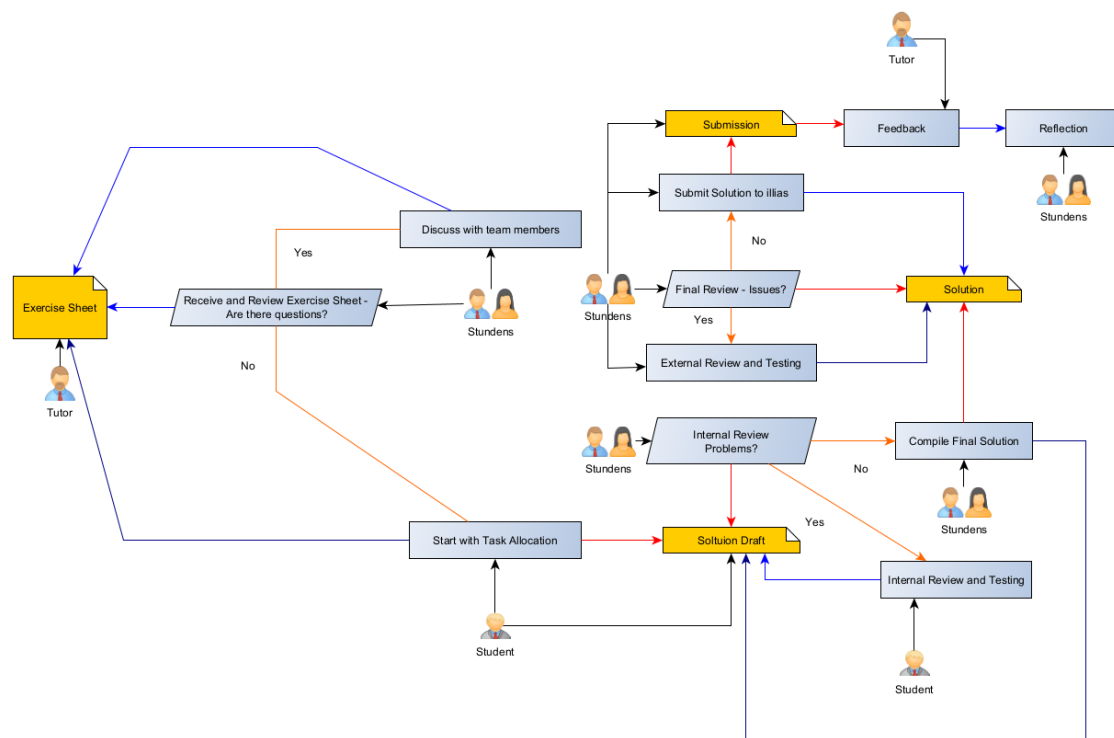 Tutor
Submission
Feedback
Reflection
Submit Solution to illias
Stundens
Discuss with team members
No
Yes
Exercise Sheet
Receive and Review Exercise Sheet -
Are there questions?
Stundens
Stundens
Final Review - Issues?
Solution
Yes
No
External Review and Testing
Tutor
Internal Review
Problems?
Compile Final Solution
Stundens
No
Stundens
Yes
Start with Task Allocation
Soltuion Draft
Internal Review and Testing
Student
Student